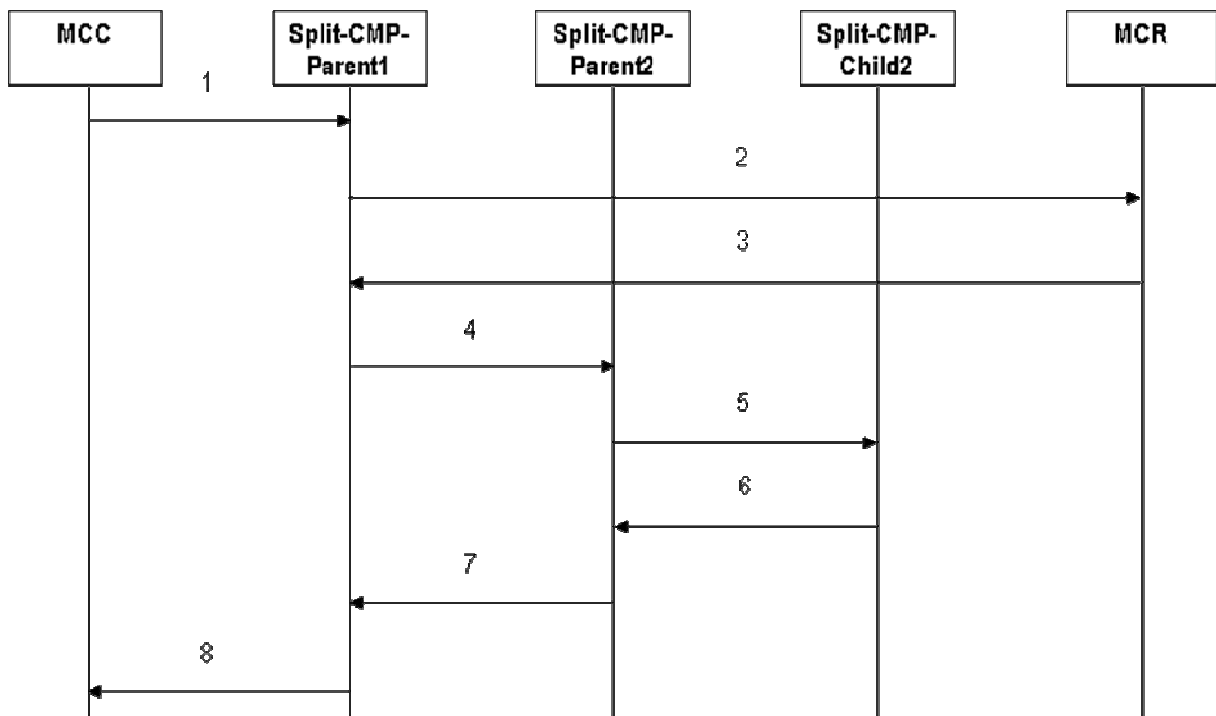 MCC
Split-CMP-
Parent1
Split-CMP-
Parent2
Split-CMP-
Child2
MCR
1
2
3
4
5
6
7
8